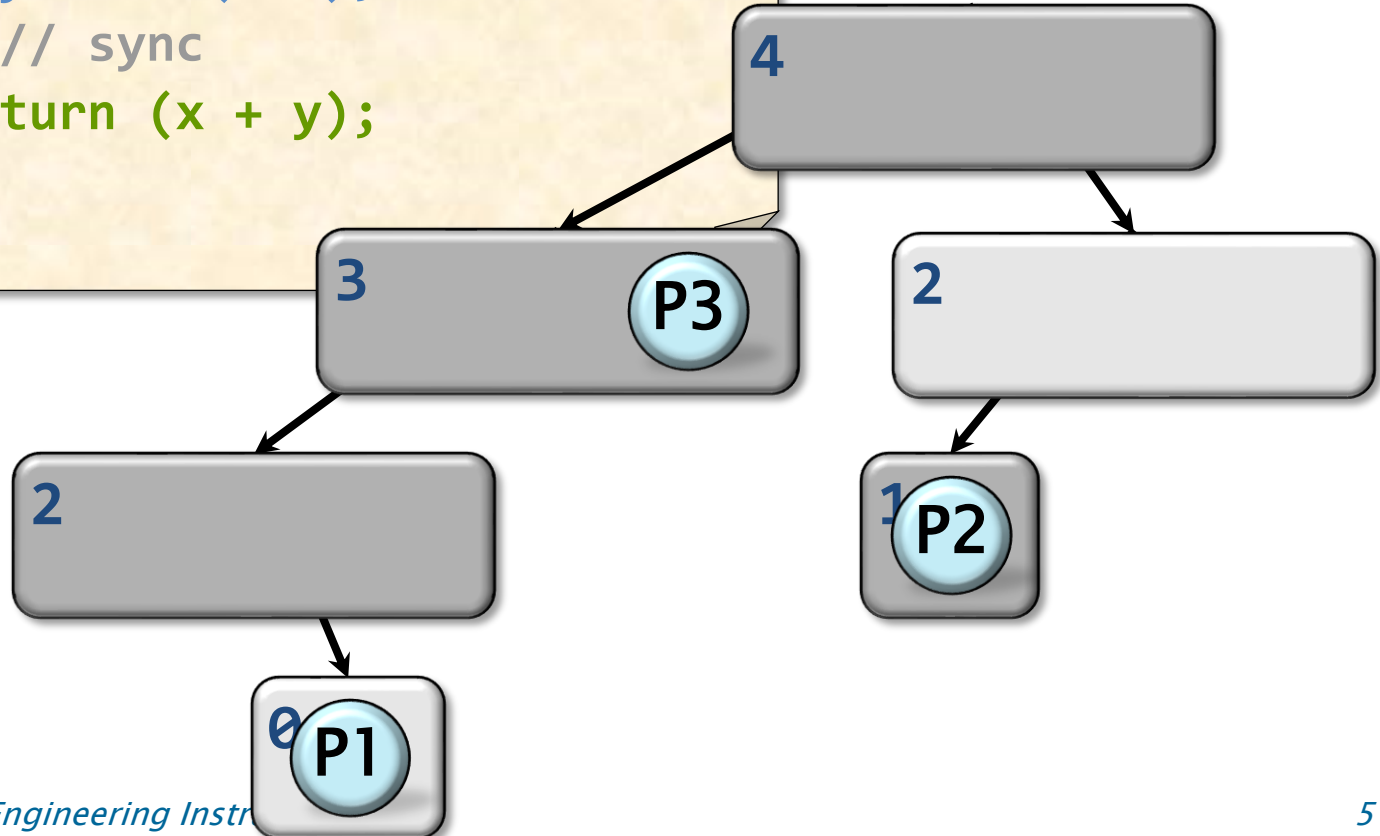 // sync
turn (x + y);
4
3
P3
2
2
1
P2
0
P1
Engineering Instr
5